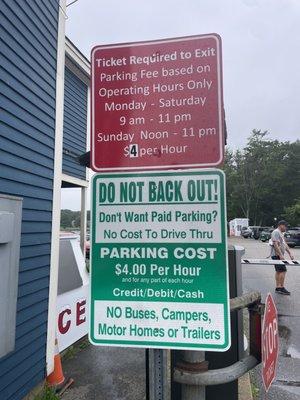 Ticket Required to Exit
Parking Fee based on
Operating Hours Only
Monday - Saturday
9 am - 11 pm
Sunday Noon - 11 pm
$4 per Hour
DO NOT BACK OUT!
Don't Want Paid Parking?
No Cost To Drive Thru
PARKING COST
$4.00 Per Hour
and for any part of each hour
Credit/Debit/Cash
NO Buses, Campers,
Motor Homes or Trailers
CE
STOP